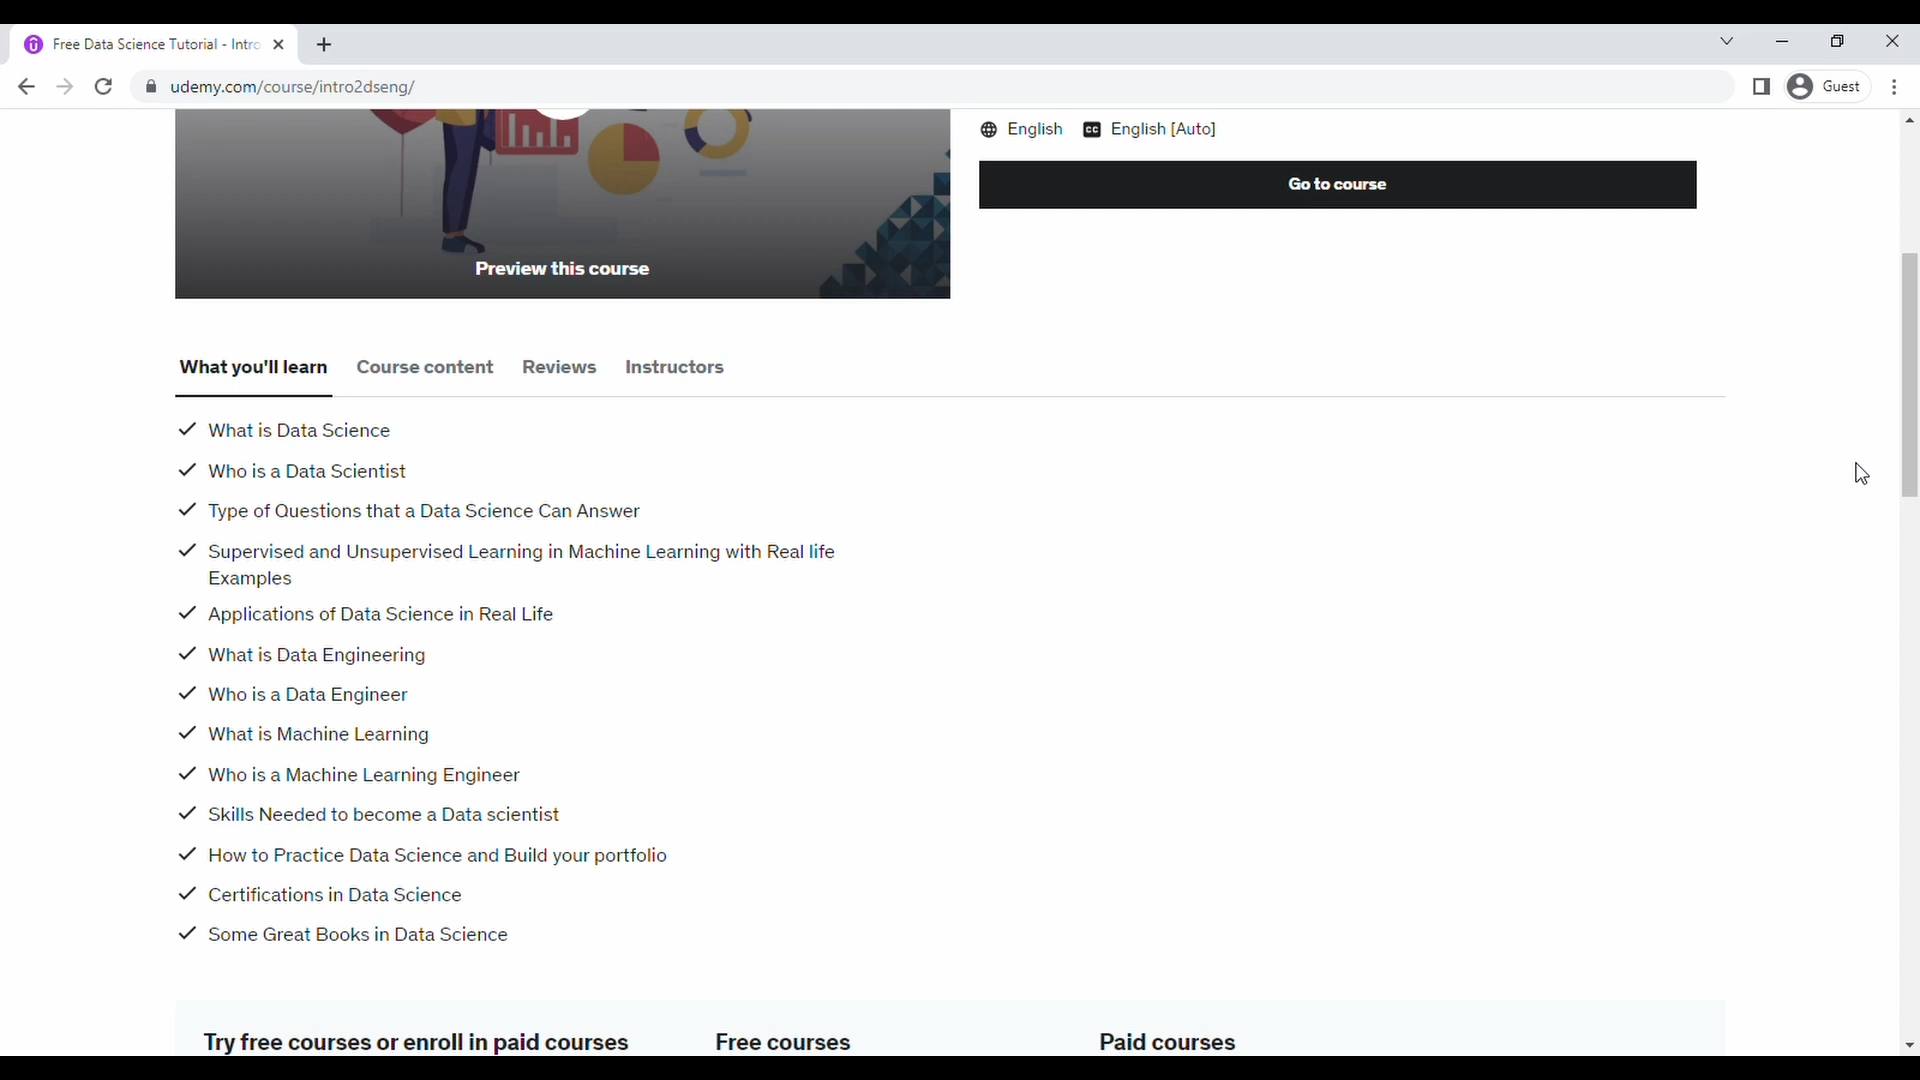 Free Data Science Tutorial - Intro
udemy.com/course/intro2dseng/
Guest
English CC English [Auto]
Go to course
Preview this course
What you'll learn Course content Reviews Instructors
What is Data Science
Who is a Data Scientist
Type of Questions that a Data Science Can Answer
Supervised and Unsupervised Learning in Machine Learning with Real life
Examples
Applications of Data Science in Real Life
What is Data Engineering
Who is a Data Engineer
What is Machine Learning
Who is a Machine Learning Engineer
Skills Needed to become a Data scientist
How to Practice Data Science and Build your portfolio
Certifications in Data Science
Some Great Books in Data Science
Try free courses or enroll in paid courses Free courses Paid courses